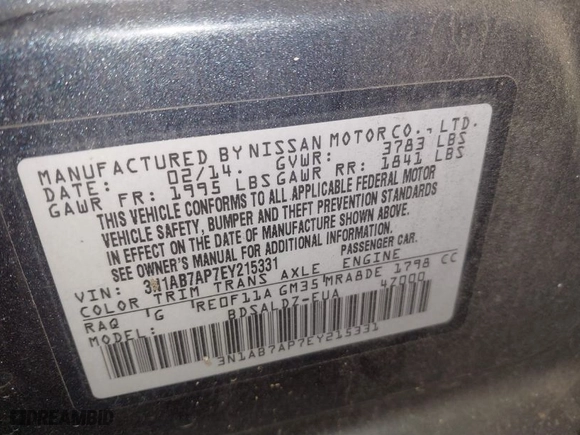 MANUFACTURED BY NISSAN MOTOR CO., LTD.
DATE: 02/14. GVWR: 3783 LBS
GAWR FR: 1995 LBS GAWR RR: 1841 LBS
THIS VEHICLE CONFORMS TO ALL APPLICABLE FEDERAL MOTOR
VEHICLE SAFETY, BUMPER AND THEFT PREVENTION STANDARDS
IN EFFECT ON THE DATE OF MANUFACTURE SHOWN ABOVE.
SEE OWNER'S MANUAL FOR ADDITIONAL INFORMATION.
VIN: 3N1AB7AP7EY215331 PASSENGER CAR.
COLOR TRIM TRANS AXLE ENGINE
RAQ G RE0F11A GM35 MRA8DE 1798 CC
MODEL: BDSALDZ-EUA 47000
3N1AB7AP7EY215331
DREAMBID